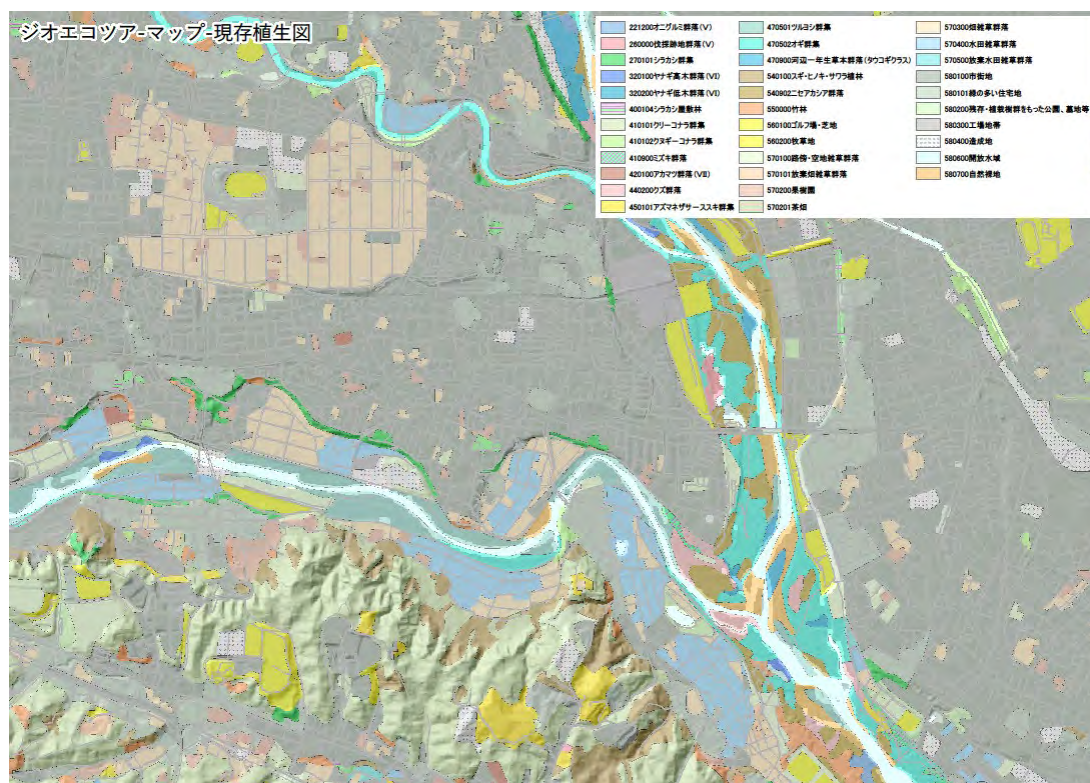 ジオエコツアーマップ-現存植生図
221200オニグルミ群落(Ⅴ)
260000伐採跡地群落(Ⅴ)
270101シラカシ群集
320100ヤナギ高木群落(Ⅵ)
320200ヤナギ低木群落(Ⅵ)
400104シラカシ屋敷林
410101クリーコナラ群集
410102クヌギーコナラ群集
410900ミズキ群落
420100アカマツ群落(Ⅶ)
440200クズ群落
450101アズマネザサーススキ群集
470501ツルヨシ群集
470502オギ群集
470900河辺一年生草本群落(タウコギクラス)
540100スギ・ヒノキ・サワラ植林
540902ニセアカシア群落
550000竹林
560100ゴルフ場・芝地
560200牧草地
570100路傍・空地雑草群落
570101放棄畑雑草群落
570200果樹園
570201茶畑
570300畑雑草群落
570400水田雑草群落
570500放棄水田雑草群落
580100市街地
580101緑の多い住宅地
580200残存・植栽樹群をもった公園、墓地等
580300工場地帯
580400造成地
580600開放水域
580700自然裸地